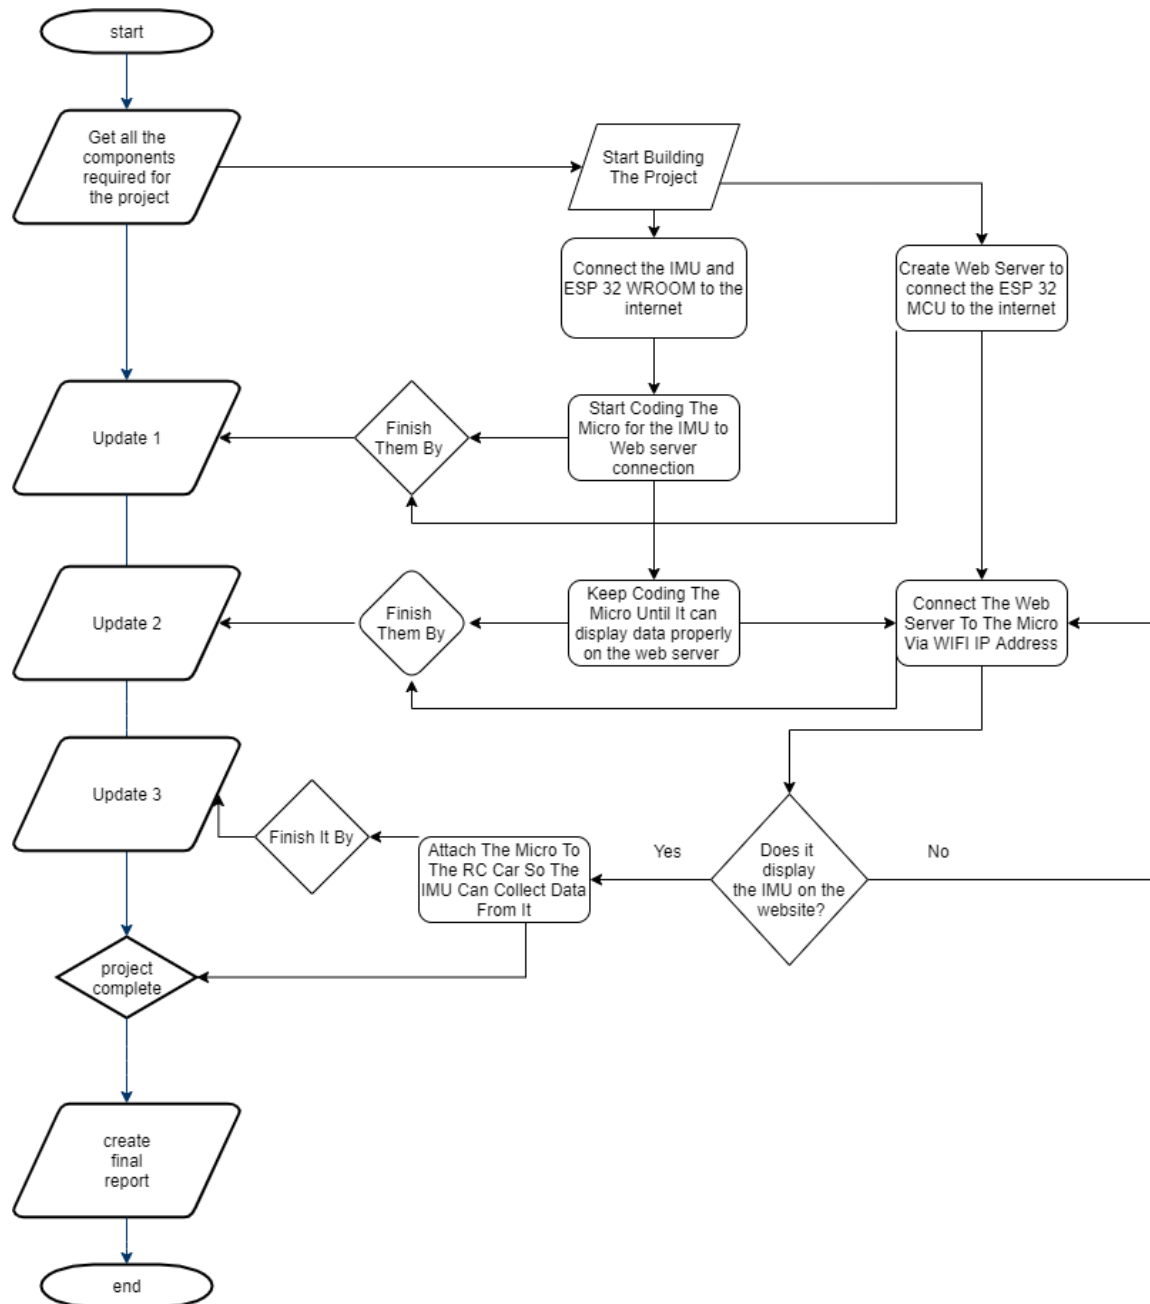 start
Get all the
components
required for
the project
Start Building
The Project
Connect the IMU and
ESP 32 WROOM to the
internet
Create Web Server to
connect the ESP 32
MCU to the internet
Update 1
Finish
Them By
Start Coding The
Micro for the IMU to
Web server
connection
Update 2
Finish
Them By
Keep Coding The
Micro Until It can
display data properly
on the web server
Connect The Web
Server To The Micro
Via WIFI IP Address
Update 3
Finish It By
Attach The Micro To
The RC Car So The
IMU Can Collect Data
From It
Yes
Does it
display
the IMU on the
website?
No
project
complete
create
final
report
end